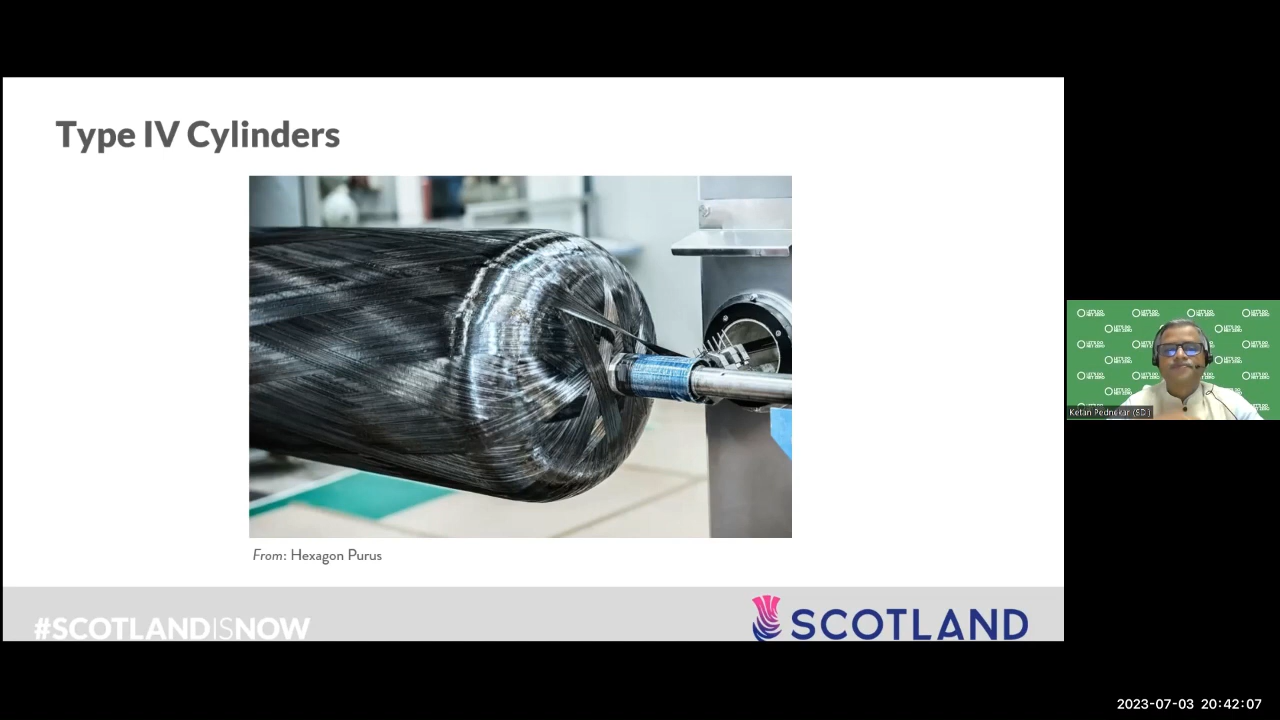 Type IV Cylinders
From: Hexagon Purus
#SCOTLANDISNOW
SCOTLAND
Ketan Pednekar (SDI)
2023-07-03 20:42:07